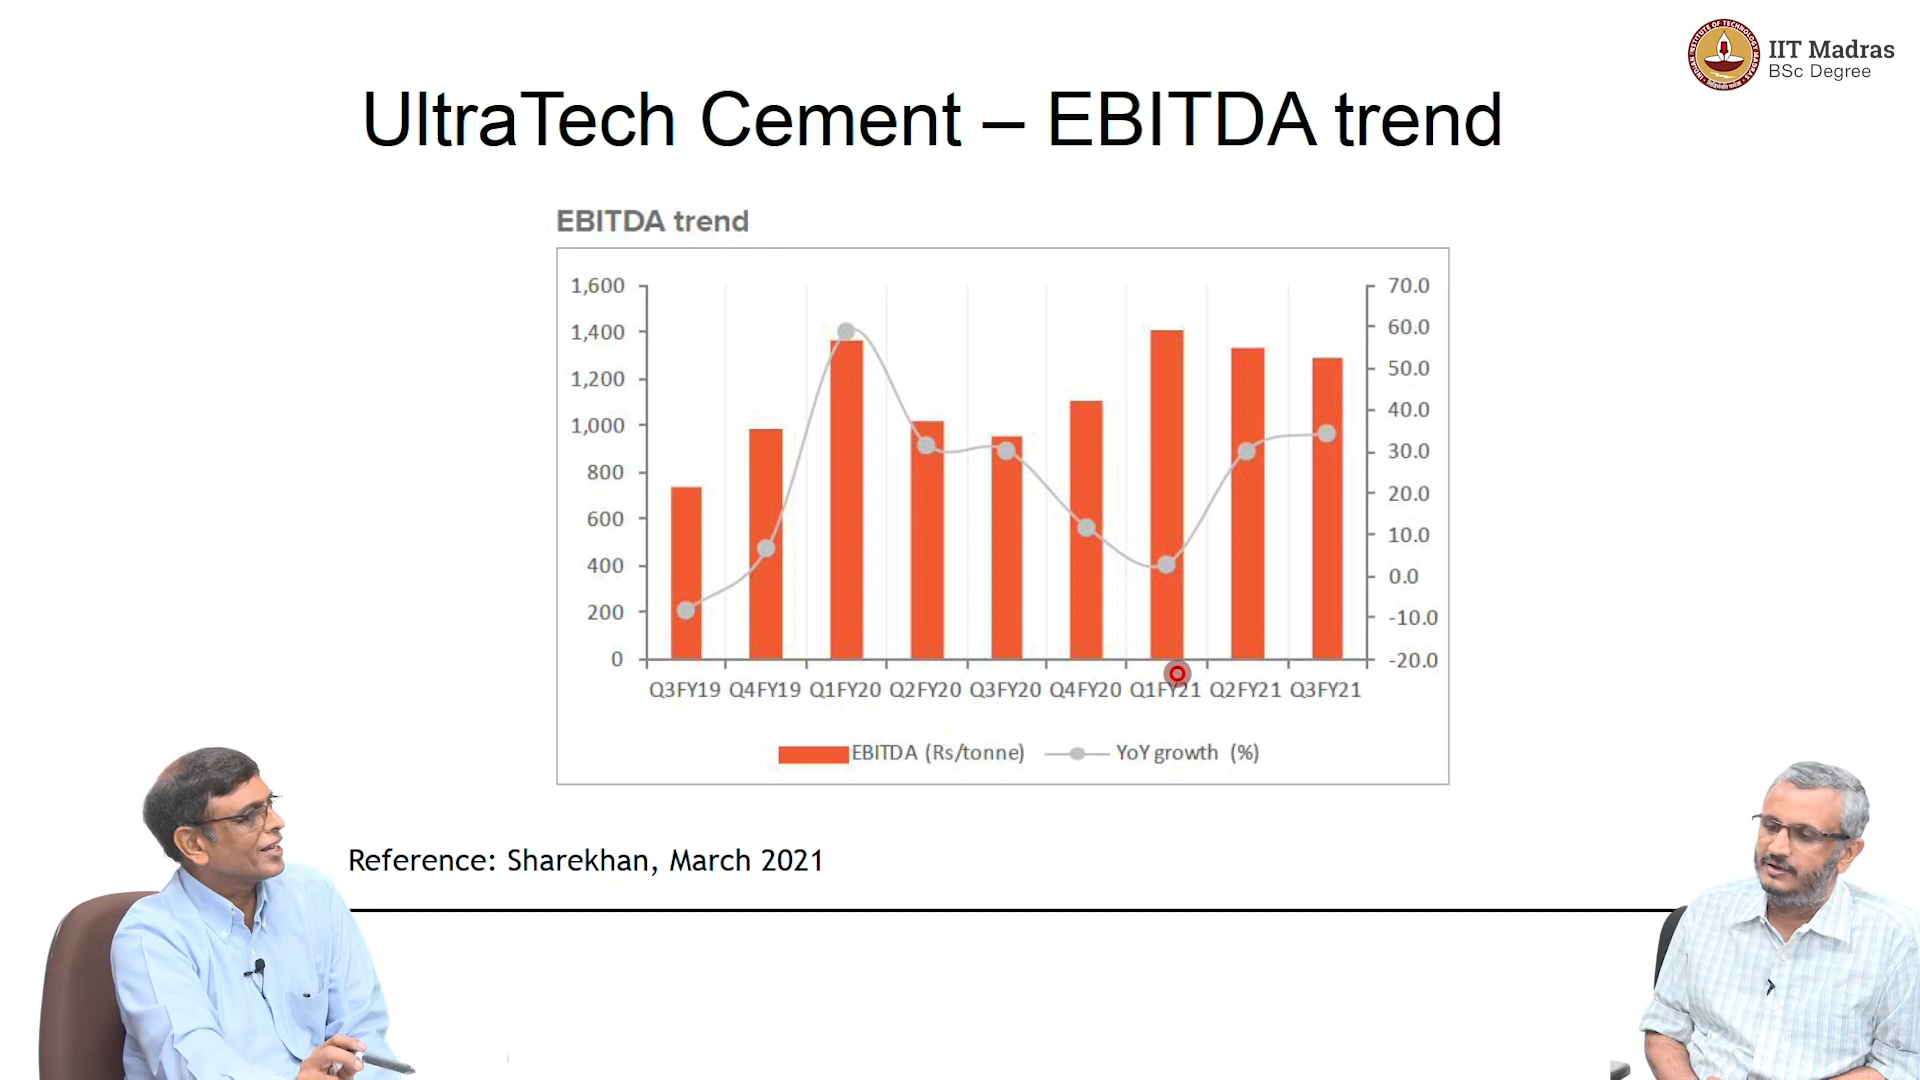 IIT Madras
BSc Degree
UltraTech Cement – EBITDA trend
EBITDA trend
1,600
1,400
1,200
1,000
800
600
400
200
0
70.0
60.0
50.0
40.0
30.0
20.0
10.0
0.0
-10.0
-20.0
Q3FY19 Q4FY19 Q1FY20 Q2FY20 Q3FY20 Q4FY20 Q1FY21 Q2FY21 Q3FY21
EBITDA (Rs/tonne) YoY growth (%)
Reference: Sharekhan, March 2021